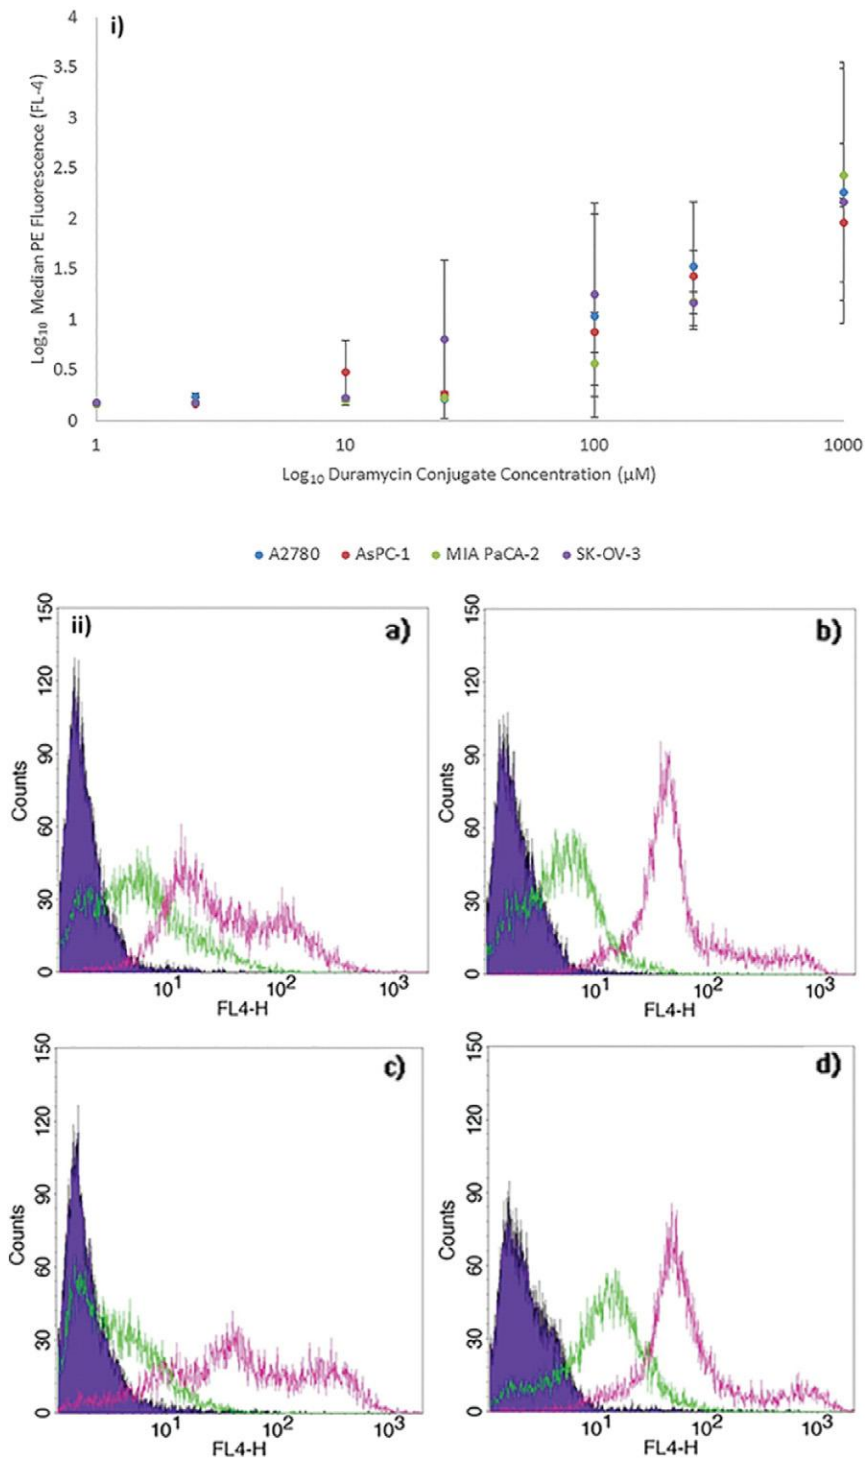 i)
Log₁₀ Median PE Fluorescence (FL-4)
4
3.5
3
2.5
2
1.5
1
0.5
0
1 10 100 1000
Log₁₀ Duramycin Conjugate Concentration (µM)
A2780 AsPC-1 MIA PaCA-2 SK-OV-3
ii) a)
Counts
150
120
90
60
30
0
10¹ 10² 10³
FL4-H
b)
Counts
150
120
90
60
30
0
10¹ 10² 10³
FL4-H
c)
Counts
150
120
90
60
30
0
10¹ 10² 10³
FL4-H
d)
Counts
150
120
90
60
30
0
10¹ 10² 10³
FL4-H